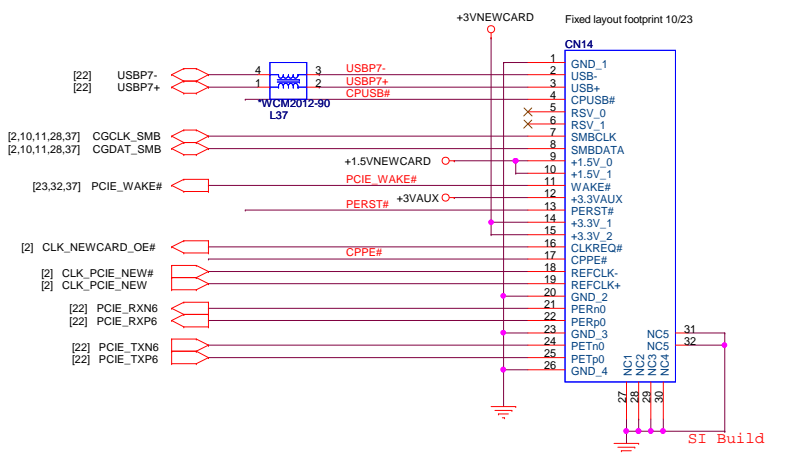 +3VNEWCARD
Fixed layout footprint 10/23
CN14
1 GND_1
[22] USBP7- 4 3 USBP7- 2 USB-
[22] USBP7+ 1 2 USBP7+ 3 USB+
CPUSB# 4 CPUSB#
*WCM2012-90
L37
5 RSV_0
6 RSV_1
[2,10,11,28,37] CGCLK_SMB 7 SMBCLK
[2,10,11,28,37] CGDAT_SMB 8 SMBDATA
+1.5VNEWCARD 9 +1.5V_0
10 +1.5V_1
[23,32,37] PCIE_WAKE# PCIE_WAKE# 11 WAKE#
+3VAUX 12 +3.3VAUX
PERST# 13 PERST#
14 +3.3V_1
15 +3.3V_2
[2] CLK_NEWCARD_OE# 16 CLKREQ#
CPPE# 17 CPPE#
[2] CLK_PCIE_NEW# 18 REFCLK-
[2] CLK_PCIE_NEW 19 REFCLK+
20 GND_2
[22] PCIE_RXN6 21 PERn0
[22] PCIE_RXP6 22 PERp0
23 GND_3 NC5 31
[22] PCIE_TXN6 24 PETn0 NC5 32
[22] PCIE_TXP6 25 PETp0
26 GND_4
NC1 NC2 NC3 NC4
27 28 29 30
SI Build